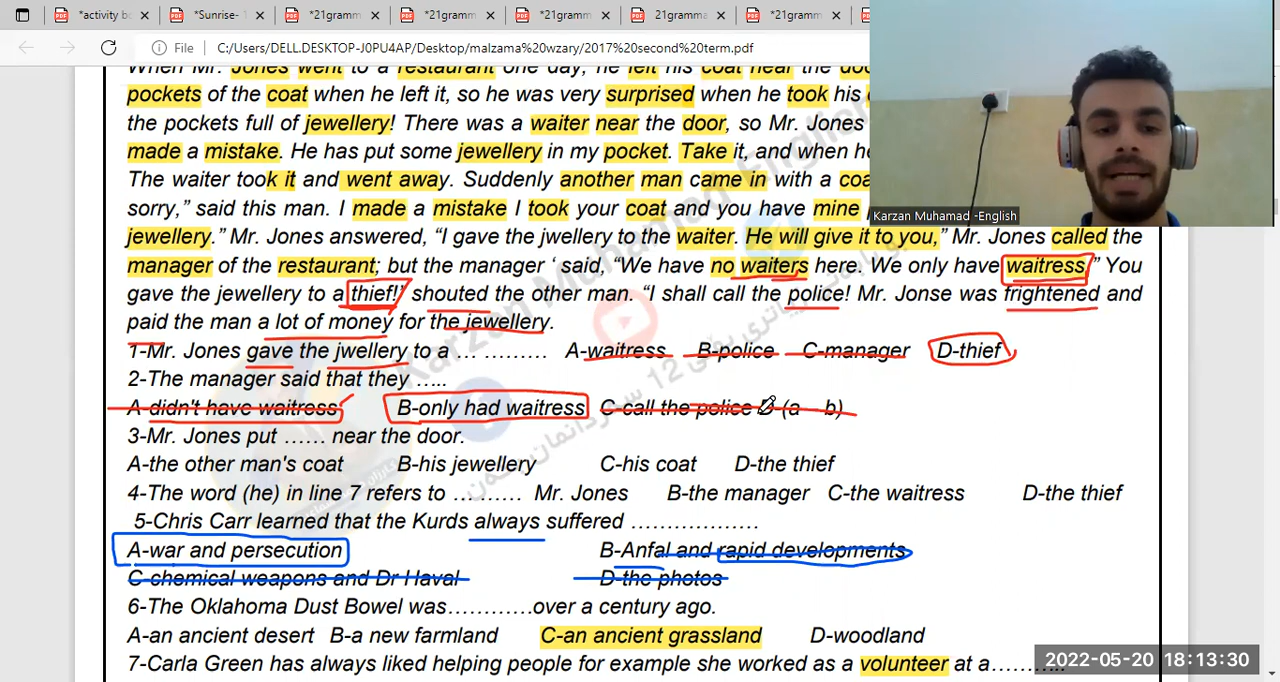 *activity b
*Sunrise-
*21gramm
*21gramm
*21gramm
21gramma
*21gramm
File
C:/Users/DELL.DESKTOP-J0PU4AP/Desktop/malzama%20wzary/2017%20second%20term.pdf
When Mr. Jones went to a restaurant one day, he left his coat near the doo
pockets of the coat when he left it, so he was very surprised when he took his
the pockets full of jewellery! There was a waiter near the door, so Mr. Jones
made a mistake. He has put some jewellery in my pocket. Take it, and when he
The waiter took it and went away. Suddenly another man came in with a coa
sorry,” said this man. I made a mistake I took your coat and you have mine
jewellery.” Mr. Jones answered, “I gave the jwellery to the waiter. He will give it to you,” Mr. Jones called the
manager of the restaurant; but the manager ‘ said, “We have no waiters here. We only have waitress.” You
gave the jewellery to a thief!” shouted the other man. “I shall call the police! Mr. Jonse was frightened and
paid the man a lot of money for the jewellery.
1-Mr. Jones gave the jwellery to a … ……… A-waitress B-police C-manager D-thief
2-The manager said that they …..
A-didn't have waitress B-only had waitress C-call the police D-(a b)
3-Mr. Jones put …… near the door.
A-the other man's coat B-his jewellery C-his coat D-the thief
4-The word (he) in line 7 refers to … …… Mr. Jones B-the manager C-the waitress D-the thief
5-Chris Carr learned that the Kurds always suffered ………………
A-war and persecution B-Anfal and rapid developments
C-chemical weapons and Dr Haval D-the photos
6-The Oklahoma Dust Bowel was…………over a century ago.
A-an ancient desert B-a new farmland C-an ancient grassland D-woodland
7-Carla Green has always liked helping people for example she worked as a volunteer at a………
Karzan Muhamad -English
Karzan Muhamad English
2022-05-20 18:13:30